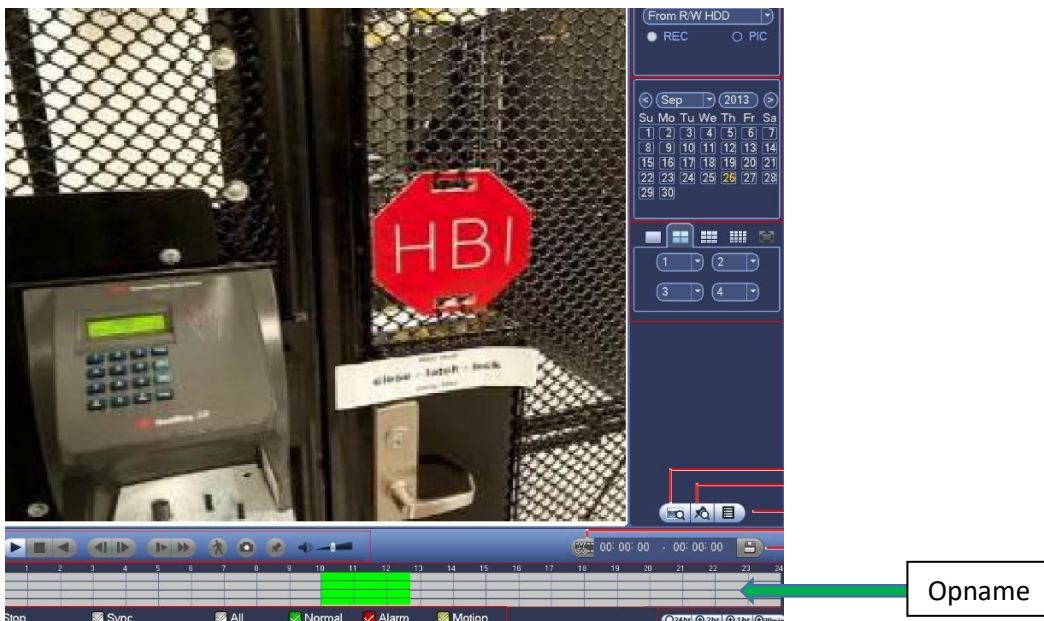 From R/W HDD
REC PIC
Sep 2013
Su Mo Tu We Th Fr Sa
1 2 3 4 5 6 7
8 9 10 11 12 13 14
15 16 17 18 19 20 21
22 23 24 25 26 27 28
29 30
HBI
1 2
3 4
close - latch - lock
00: 00: 00 - 00: 00: 00
1 2 3 4 5 6 7 8 9 10 11 12 13 14 15 16 17 18 19 20 21 22 23 24
Opname
Stop Sync All Normal Alarm Motion
24hr 2hr 1hr 30min